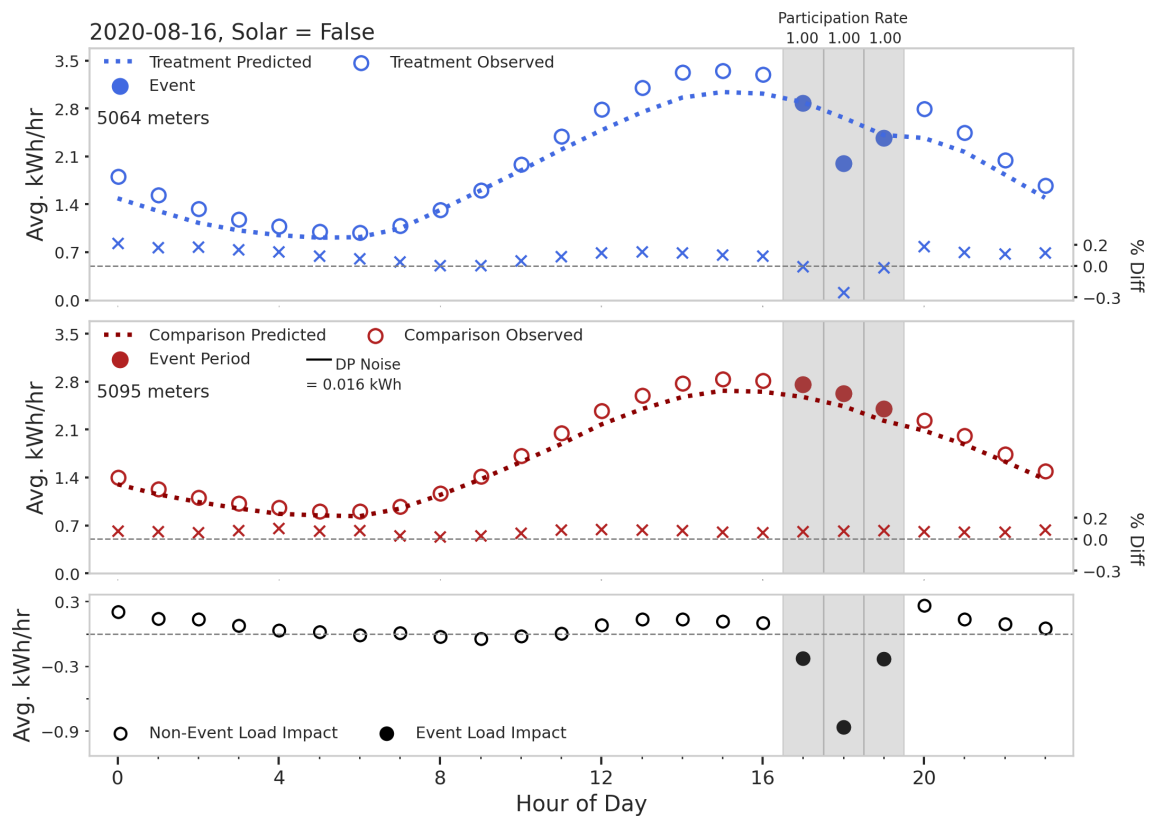 Participation Rate
1.00 1.00 1.00
2020-08-16, Solar = False
Treatment Predicted
Treatment Observed
Event
5064 meters
Avg. kWh/hr
3.5
2.8
2.1
1.4
0.7
0.0
0.2
0.0
−0.3
% Diff
Comparison Predicted
Comparison Observed
Event Period
DP Noise
= 0.016 kWh
5095 meters
Avg. kWh/hr
3.5
2.8
2.1
1.4
0.7
0.0
0.2
0.0
−0.3
% Diff
Avg. kWh/hr
0.3
−0.3
−0.9
Non-Event Load Impact
Event Load Impact
0 4 8 12 16 20
Hour of Day